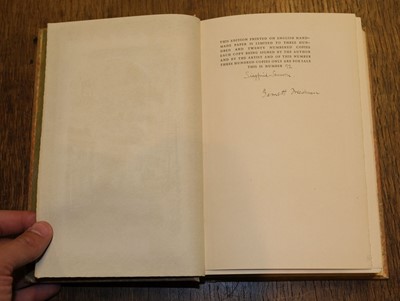 THIS EDITION PRINTED ON ENGLISH HAND-
MADE PAPER IS LIMITED TO THREE HUN-
DRED AND TWENTY NUMBERED COPIES
EACH COPY BEING SIGNED BY THE AUTHOR
AND BY THE ARTIST AND OF THIS NUMBER
THREE HUNDRED COPIES ONLY ARE FOR SALE
THIS IS NUMBER